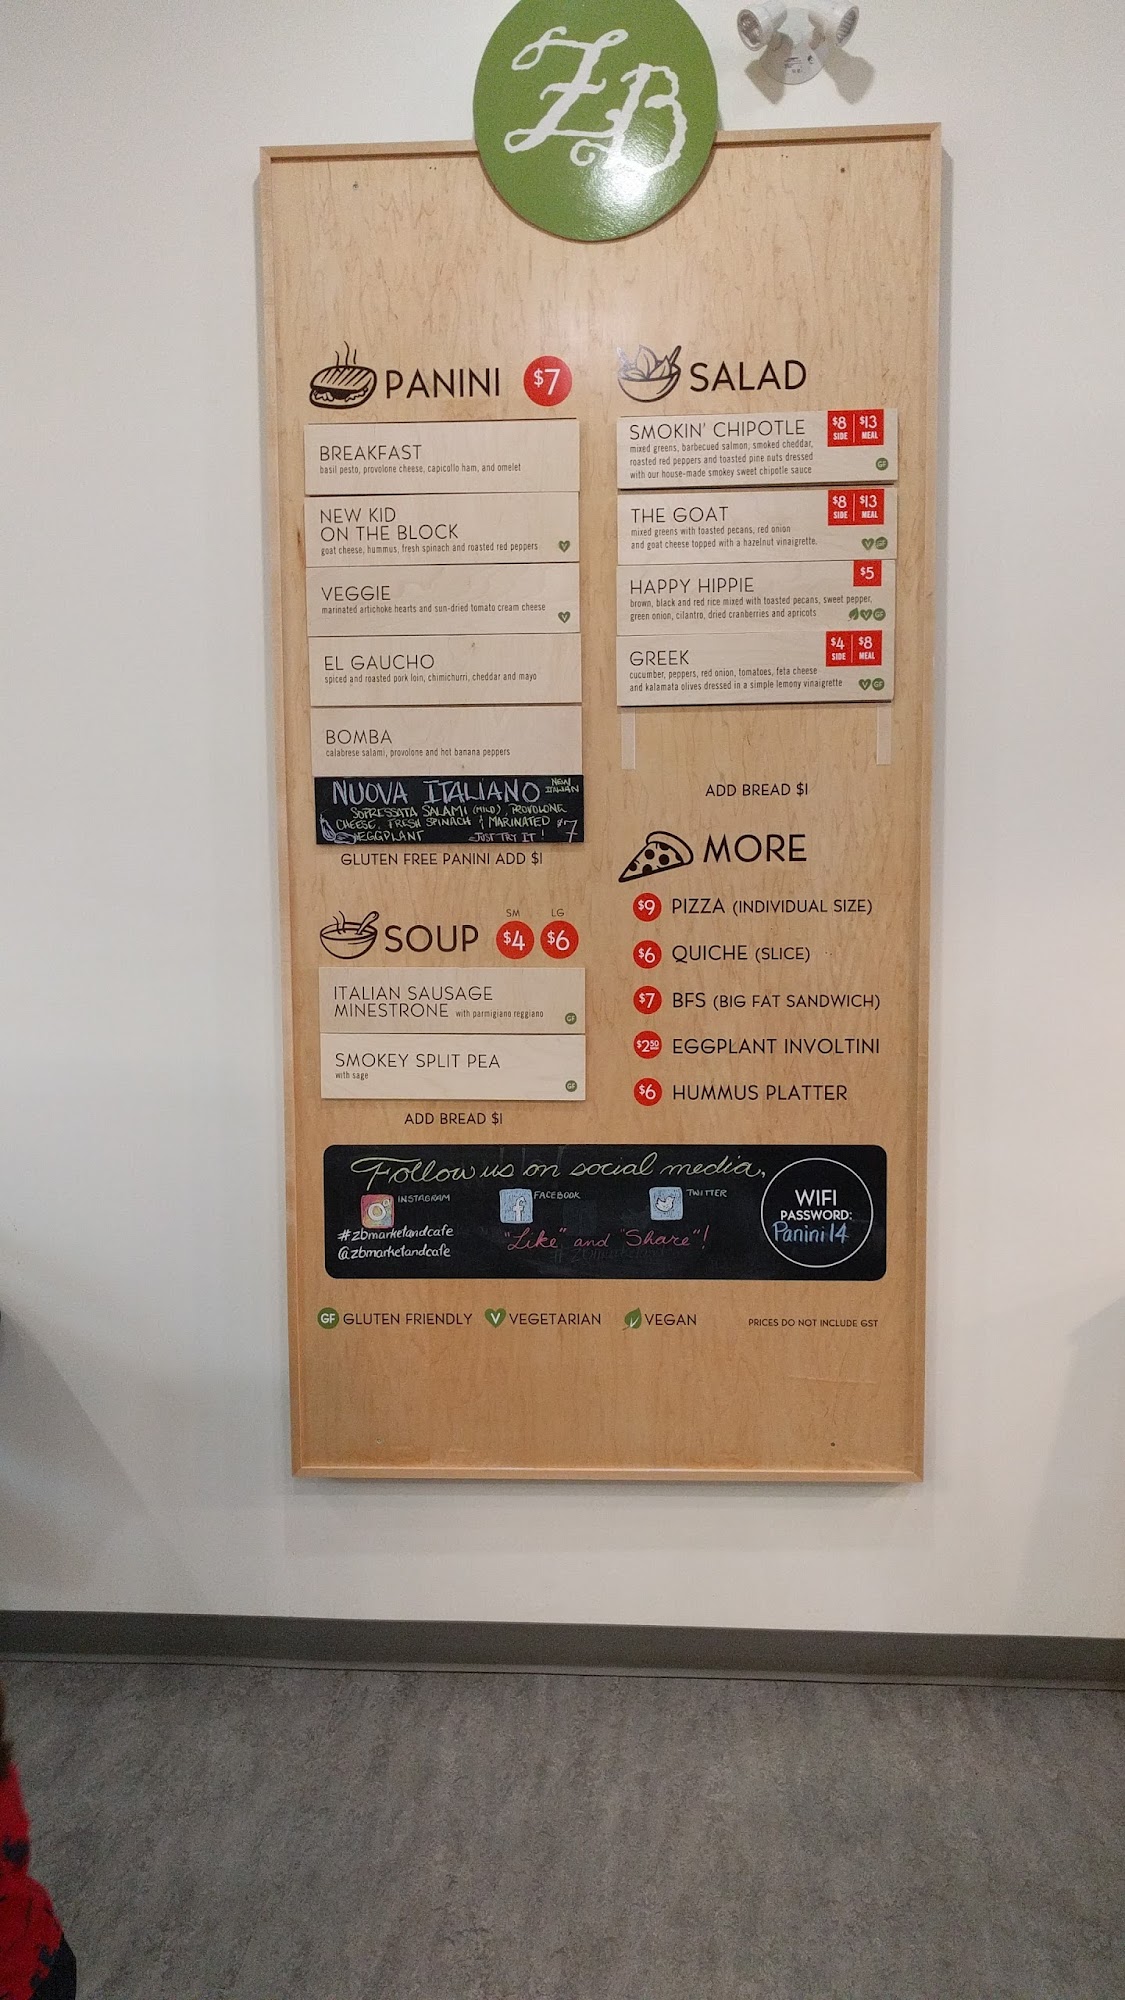 ZB
PANINI $7
BREAKFAST
basil pesto, provolone cheese, capicollo ham, and omelet
NEW KID
ON THE BLOCK
goat cheese, hummus, fresh spinach and roasted red peppers V
VEGGIE
marinated artichoke hearts and sun-dried tomato cream cheese
V
EL GAUCHO
spiced and roasted pork loin, chimichurri, cheddar and mayo
BOMBA
calabrese salami, provolone and hot banana peppers
NUOVA ITALIANO NEW ITALIAN
SOPRESSATA SALAMI (MILD), PROVOLONE
CHEESE, FRESH SPINACH & MARINATED $7
EGGPLANT JUST TRY IT!
GLUTEN FREE PANINI ADD $1
SOUP SM $4 LG $6
ITALIAN SAUSAGE
MINESTRONE with parmigiano reggiano GF
SMOKEY SPLIT PEA
with sage
GF
ADD BREAD $1
SALAD
SMOKIN' CHIPOTLE $8 SIDE $13 MEAL
mixed greens, barbecued salmon, smoked cheddar,
roasted red peppers and toasted pine nuts dressed
with our house-made smokey sweet chipotle sauce GF
THE GOAT $8 SIDE $13 MEAL
mixed greens with toasted pecans, red onion
and goat cheese topped with a hazelnut vinaigrette. V GF
HAPPY HIPPIE $5
brown, black and red rice mixed with toasted pecans, sweet pepper,
green onion, cilantro, dried cranberries and apricots V GF
GREEK $4 SIDE $8 MEAL
cucumber, peppers, red onion, tomatoes, feta cheese
and kalamata olives dressed in a simple lemony vinaigrette V GF
ADD BREAD $1
MORE
$9 PIZZA (INDIVIDUAL SIZE)
$6 QUICHE (SLICE)
$7 BFS (BIG FAT SANDWICH)
$2.50 EGGPLANT INVOLTINI
$6 HUMMUS PLATTER
Follow us on social media,
INSTAGRAM FACEBOOK TWITTER
#zbmarketandcafe
@zbmarketandcafe
"Like" and "Share"!
WIFI
PASSWORD:
Panini14
GF GLUTEN FRIENDLY V VEGETARIAN VEGAN PRICES DO NOT INCLUDE GST